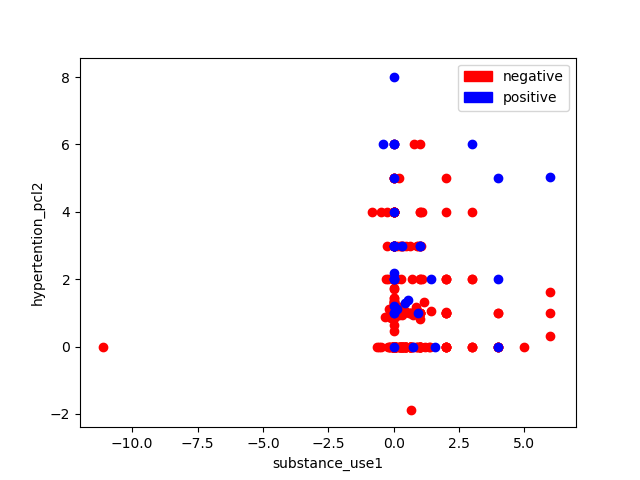 negative
positive
8
6
4
2
0
−2
hypertention_pcl2
−10.0 −7.5 −5.0 −2.5 0.0 2.5 5.0
substance_use1